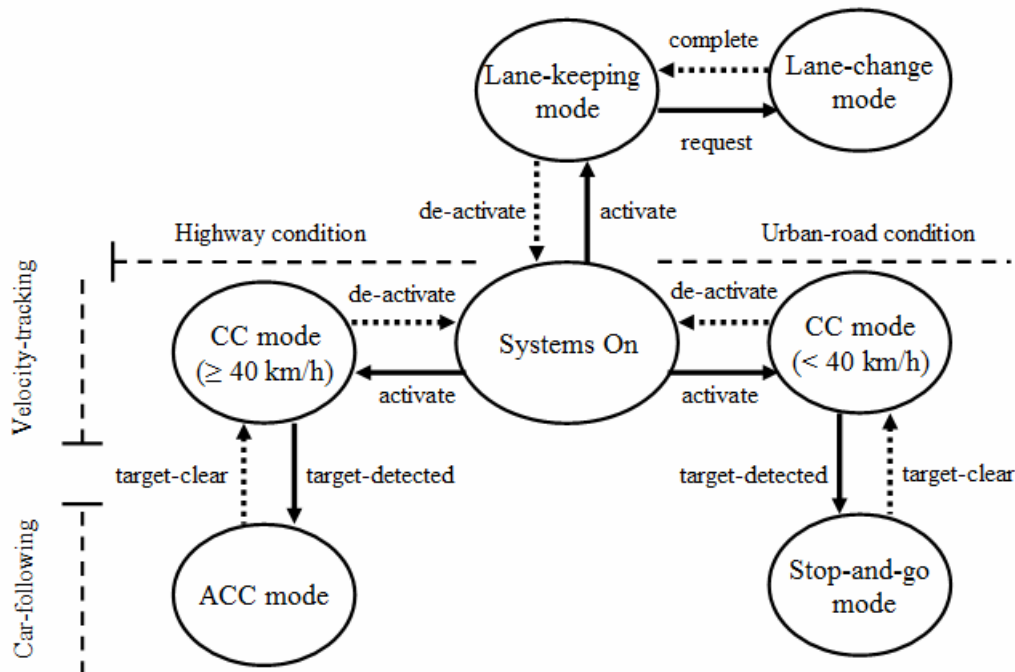 complete
Lane-keeping
mode
Lane-change
mode
request
de-activate
activate
Highway condition
Urban-road condition
Velocity-tracking
de-activate
de-activate
CC mode
(≥ 40 km/h)
Systems On
CC mode
(< 40 km/h)
activate
activate
target-clear
target-detected
target-detected
target-clear
Car-following
ACC mode
Stop-and-go
mode